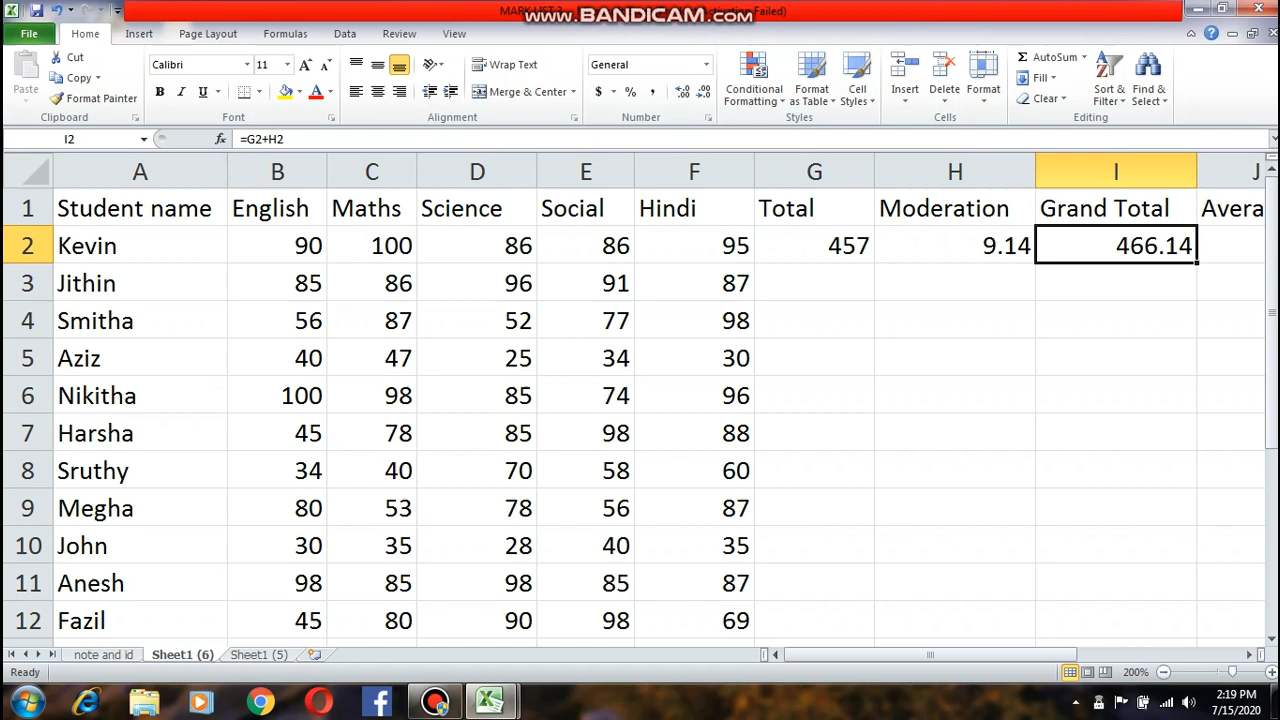 MARK LIST 2 Activation Failed)
www.BANDICAM.com
File Home Insert Page Layout Formulas Data Review View
Paste
Cut
Copy
Format Painter
Clipboard
Calibri 11
B I U
Font
Wrap Text
Merge & Center
Alignment
General
$ % ,
Number
Conditional Formatting
Format as Table
Cell Styles
Styles
Insert Delete Format
Cells
AutoSum
Fill
Clear
Sort & Filter
Find & Select
Editing
I2 fx =G2+H2
A B C D E F G H I J
1 Student name English Maths Science Social Hindi Total Moderation Grand Total Avera
2 Kevin 90 100 86 86 95 457 9.14 466.14
3 Jithin 85 86 96 91 87
4 Smitha 56 87 52 77 98
5 Aziz 40 47 25 34 30
6 Nikitha 100 98 85 74 96
7 Harsha 45 78 85 98 88
8 Sruthy 34 40 70 58 60
9 Megha 80 53 78 56 87
10 John 30 35 28 40 35
11 Anesh 98 85 98 85 87
12 Fazil 45 80 90 98 69
note and id Sheet1 (6) Sheet1 (5)
Ready 200%
2:19 PM
7/15/2020